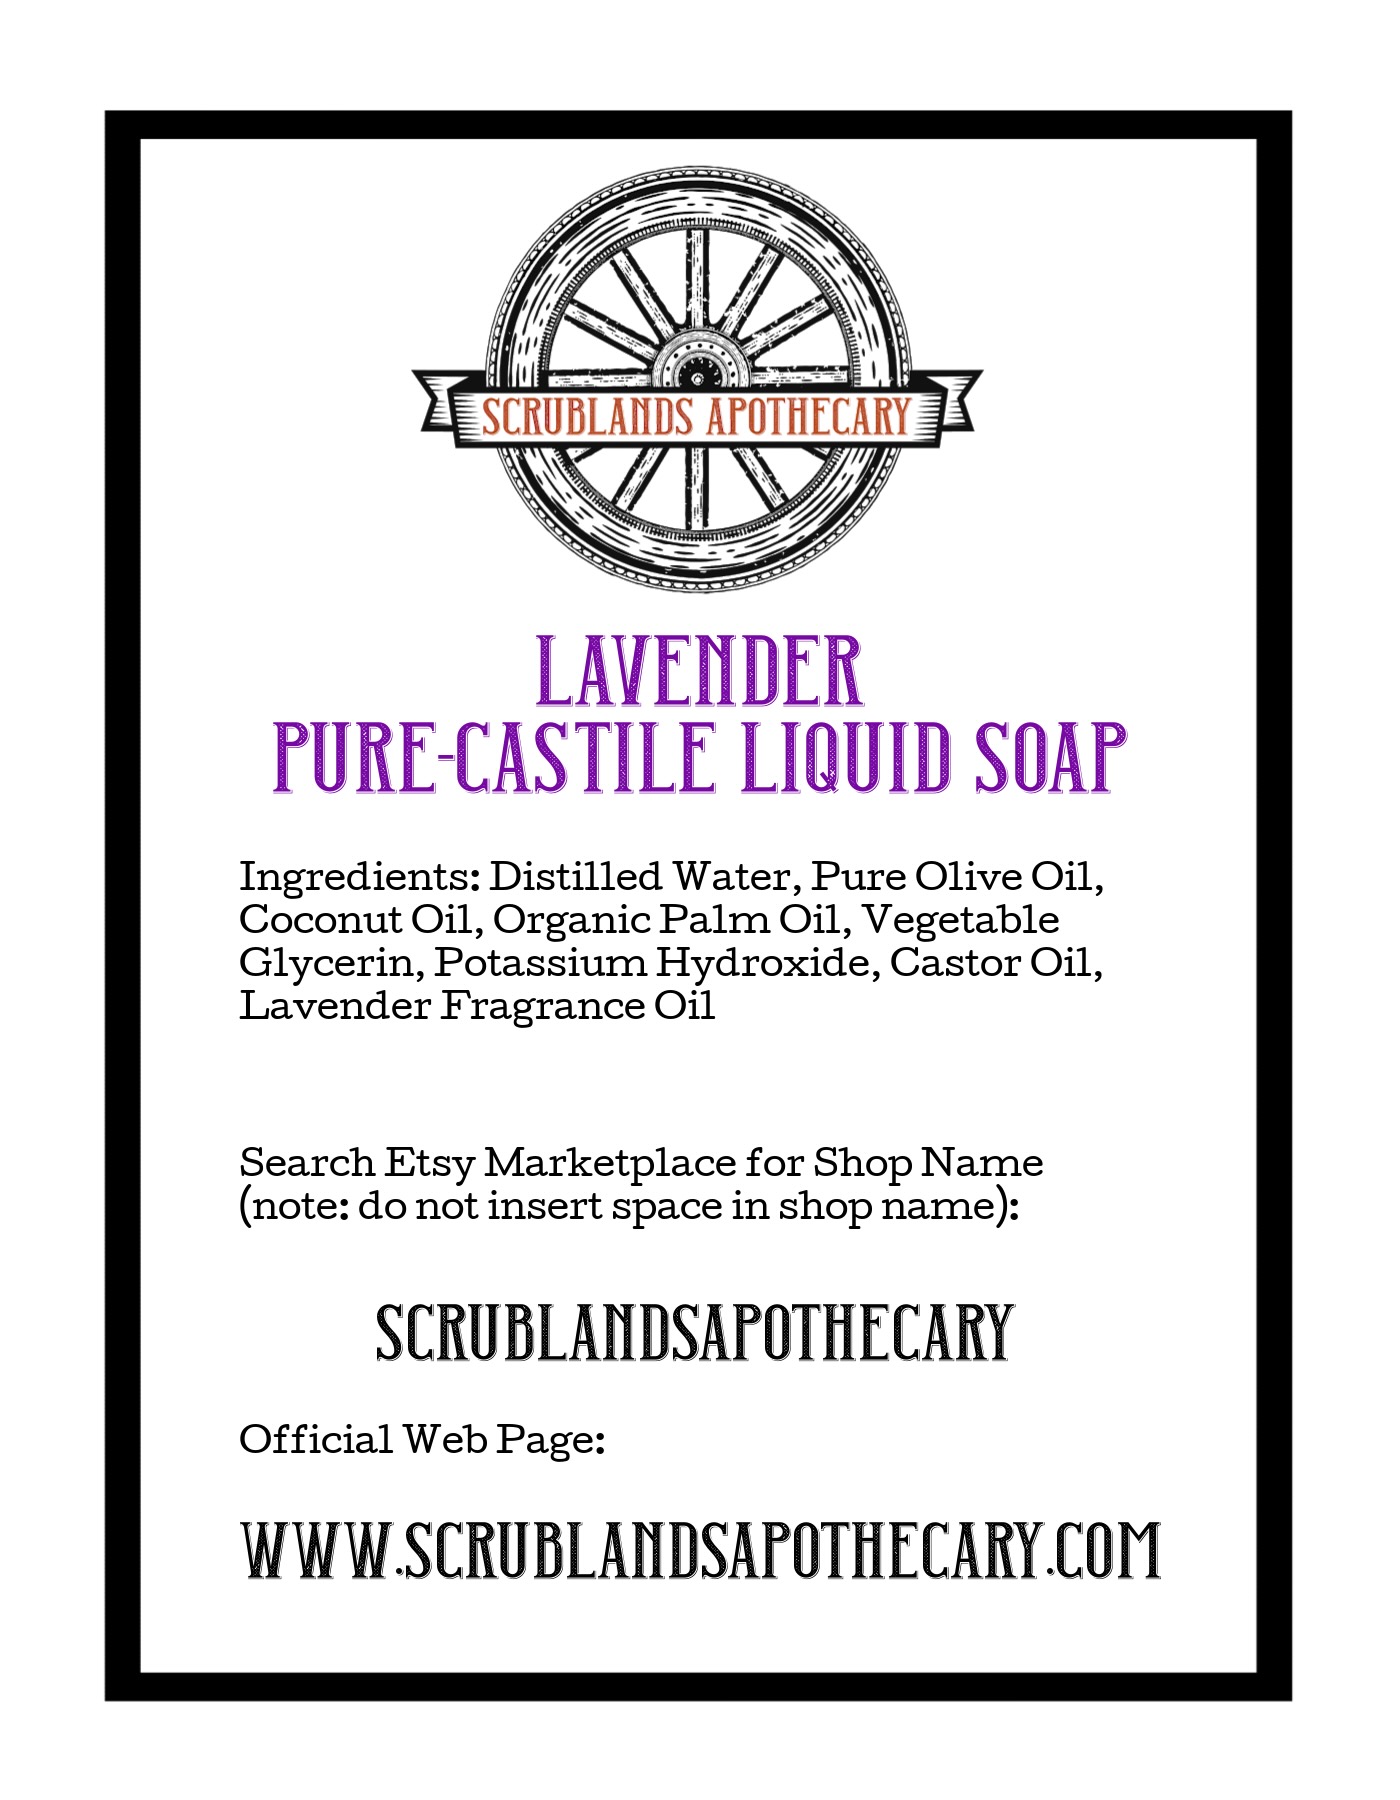 SCRUBLANDS APOTHECARY
LAVENDER
PURE-CASTILE LIQUID SOAP
Ingredients: Distilled Water, Pure Olive Oil,
Coconut Oil, Organic Palm Oil, Vegetable
Glycerin, Potassium Hydroxide, Castor Oil,
Lavender Fragrance Oil
Search Etsy Marketplace for Shop Name
(note: do not insert space in shop name):
SCRUBLANDSAPOTHECARY
Official Web Page:
WWW.SCRUBLANDSAPOTHECARY.COM